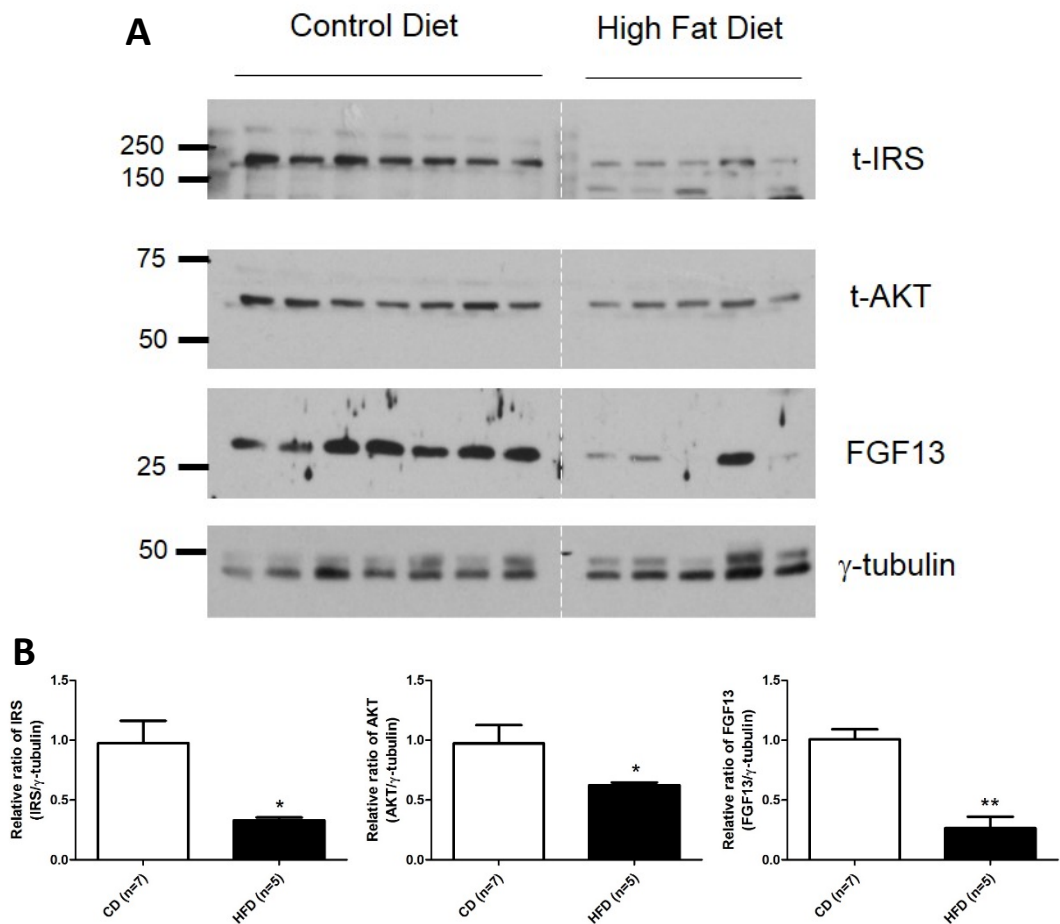 A
Control Diet
High Fat Diet
250
150
t-IRS
75
50
t-AKT
25
FGF13
50
γ-tubulin
B
Relative ratio of IRS
(IRS/γ-tubulin)
1.5
1.0
0.5
0.0
*
CD (n=7)
HFD (n=5)
Relative ratio of AKT
(AKT/γ-tubulin)
1.5
1.0
0.5
0.0
*
CD (n=7)
HFD (n=5)
Relative ratio of FGF13
(FGF13/γ-tubulin)
1.5
1.0
0.5
0.0
**
CD (n=7)
HFD (n=5)